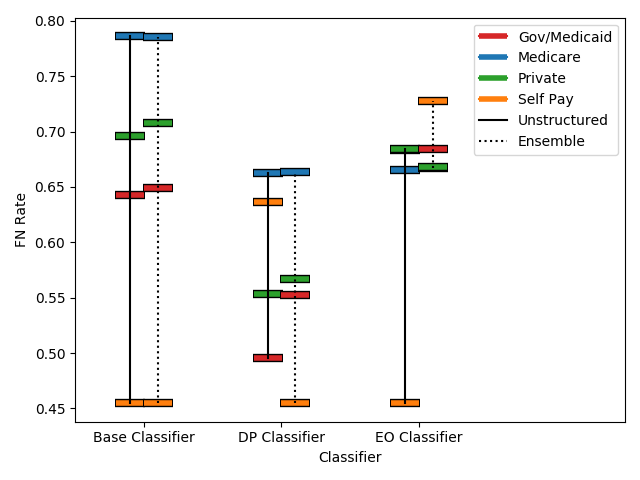 0.80
0.75
0.70
0.65
0.60
0.55
0.50
0.45
FN Rate
Gov/Medicaid
Medicare
Private
Self Pay
Unstructured
Ensemble
Base Classifier
DP Classifier
EO Classifier
Classifier